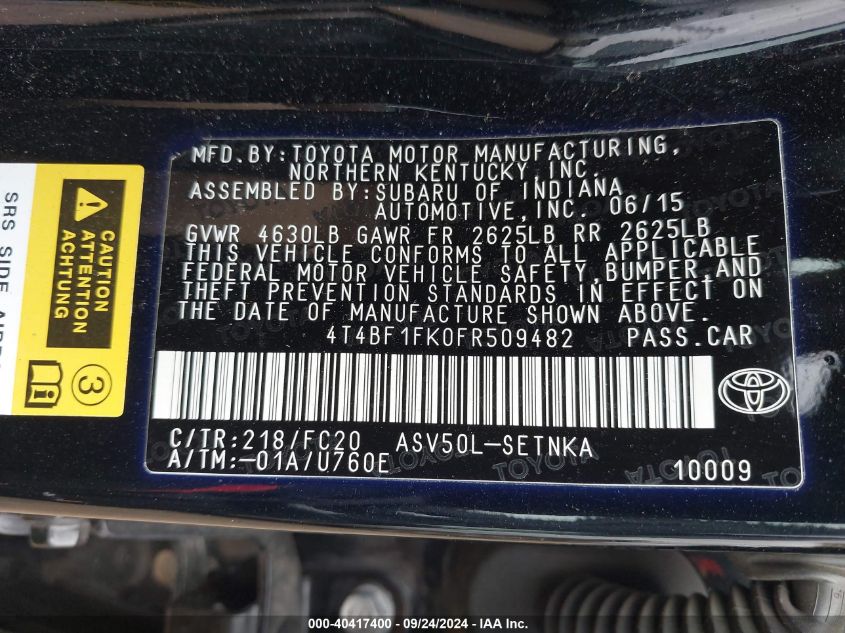 MFD.BY:TOYOTA MOTOR MANUFACTURING,
NORTHERN KENTUCKY,INC.
ASSEMBLED BY:SUBARU OF INDIANA
AUTOMOTIVE,INC. 06/15
GVWR 4630LB GAWR FR 2625LB RR 2625LB
THIS VEHICLE CONFORMS TO ALL APPLICABLE
FEDERAL MOTOR VEHICLE SAFETY,BUMPER,AND
THEFT PREVENTION STANDARDS IN EFFECT ON
THE DATE OF MANUFACTURE SHOWN ABOVE.
4T4BF1FK0FR509482 PASS.CAR
C/TR:218/FC20 ASV50L-SETNKA
A/TM:-01A/U760E
10009
CAUTION
ATTENTION
ACHTUNG
3
SRS SIDE
000-40417400 - 09/24/2024 - IAA Inc.